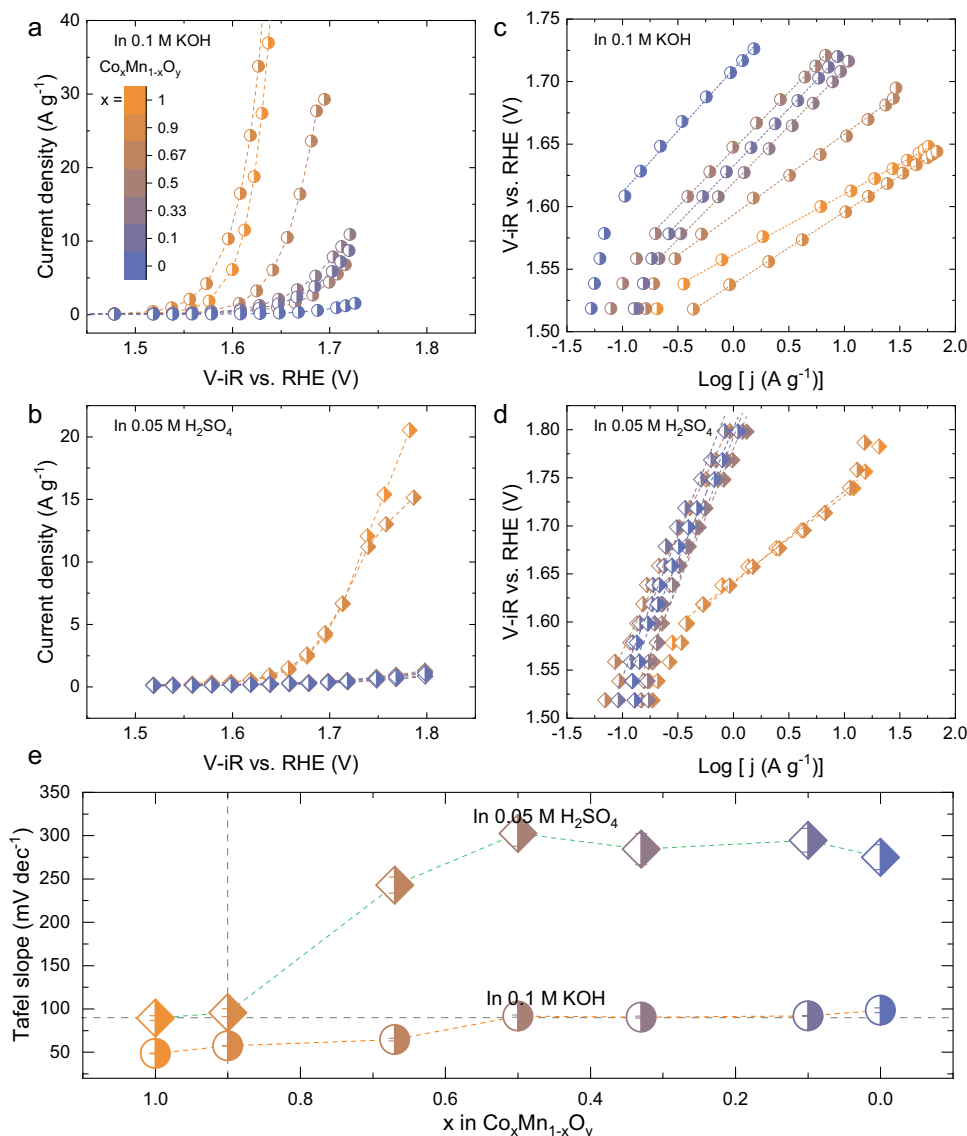 a
In 0.1 M KOH
CoₓMn₁₋ₓOᵧ
x =
1
0.9
0.67
0.5
0.33
0.1
0
40
30
20
10
0
Current density (A g⁻¹)
1.5 1.6 1.7 1.8
V-iR vs. RHE (V)
c
In 0.1 M KOH
1.75
1.70
1.65
1.60
1.55
1.50
V-iR vs. RHE (V)
-1.5 -1.0 -0.5 0.0 0.5 1.0 1.5 2.0
Log [ j (A g⁻¹)]
b
In 0.05 M H₂SO₄
20
15
10
5
0
Current density (A g⁻¹)
1.5 1.6 1.7 1.8
V-iR vs. RHE (V)
d
In 0.05 M H₂SO₄
1.80
1.75
1.70
1.65
1.60
1.55
1.50
V-iR vs. RHE (V)
-1.5 -1.0 -0.5 0.0 0.5 1.0 1.5 2.0
Log [ j (A g⁻¹)]
e
350
300
250
200
150
100
50
Tafel slope (mV dec⁻¹)
In 0.05 M H₂SO₄
In 0.1 M KOH
1.0 0.8 0.6 0.4 0.2 0.0
x in CoₓMn₁₋ₓOᵧ